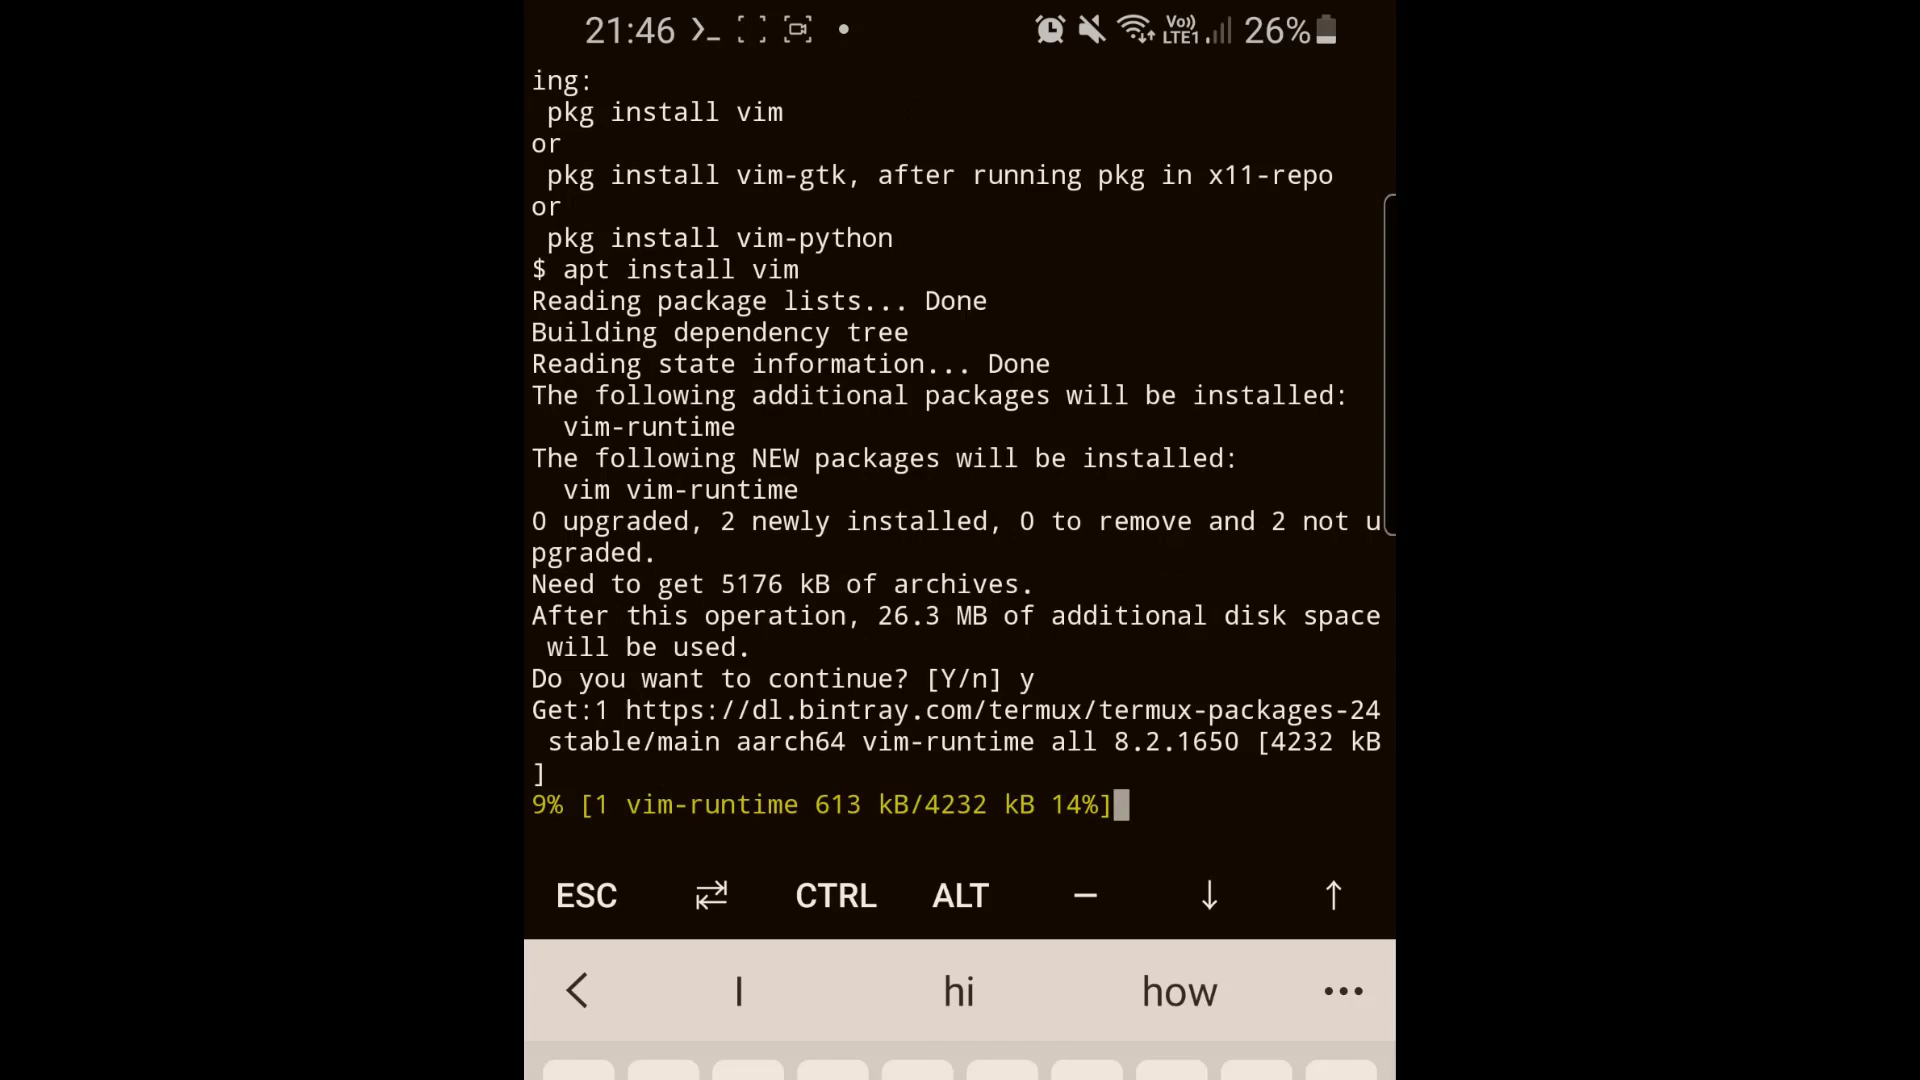 21:46 26%
Vo))
LTE1
ing:
 pkg install vim
or
 pkg install vim-gtk, after running pkg in x11-repo
or
 pkg install vim-python
$ apt install vim
Reading package lists... Done
Building dependency tree
Reading state information... Done
The following additional packages will be installed:
  vim-runtime
The following NEW packages will be installed:
  vim vim-runtime
0 upgraded, 2 newly installed, 0 to remove and 2 not u
pgraded.
Need to get 5176 kB of archives.
After this operation, 26.3 MB of additional disk space
 will be used.
Do you want to continue? [Y/n] y
Get:1 https://dl.bintray.com/termux/termux-packages-24
 stable/main aarch64 vim-runtime all 8.2.1650 [4232 kB
]
9% [1 vim-runtime 613 kB/4232 kB 14%]
ESC CTRL ALT — ↓ ↑
I hi how